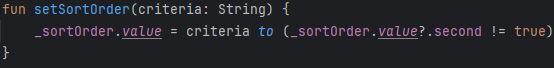 fun setSortOrder(criteria: String) {
    _sortOrder.value = criteria to (_sortOrder.value?.second != true)
}